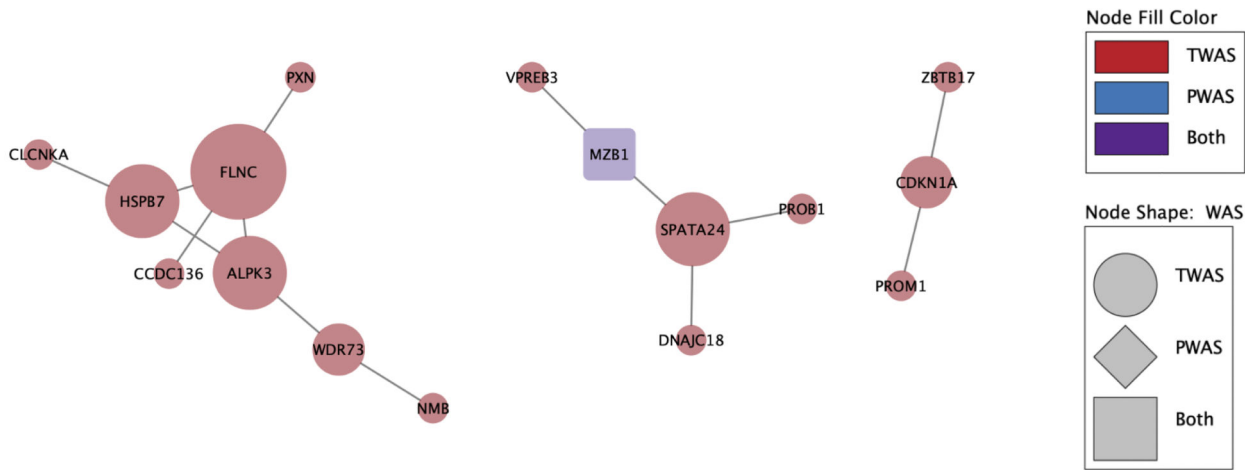 PXN
CLCNKA
FLNC
HSPB7
CCDC136
ALPK3
WDR73
NMB
VPREB3
MZB1
SPATA24
PROB1
DNAJC18
ZBTB17
CDKN1A
PROM1
Node Fill Color
TWAS
PWAS
Both
Node Shape: WAS
TWAS
PWAS
Both